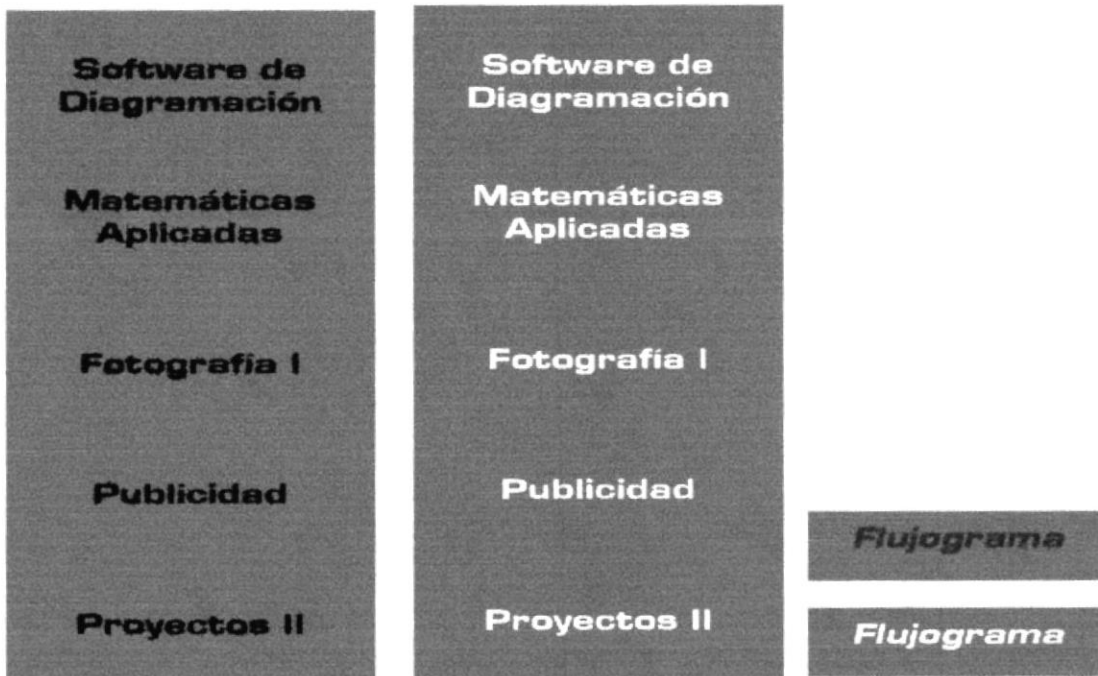 Software de
Diagramación
Matemáticas
Aplicadas
Fotografía I
Publicidad
Proyectos II
Software de
Diagramación
Matemáticas
Aplicadas
Fotografía I
Publicidad
Proyectos II
Flujograma
Flujograma